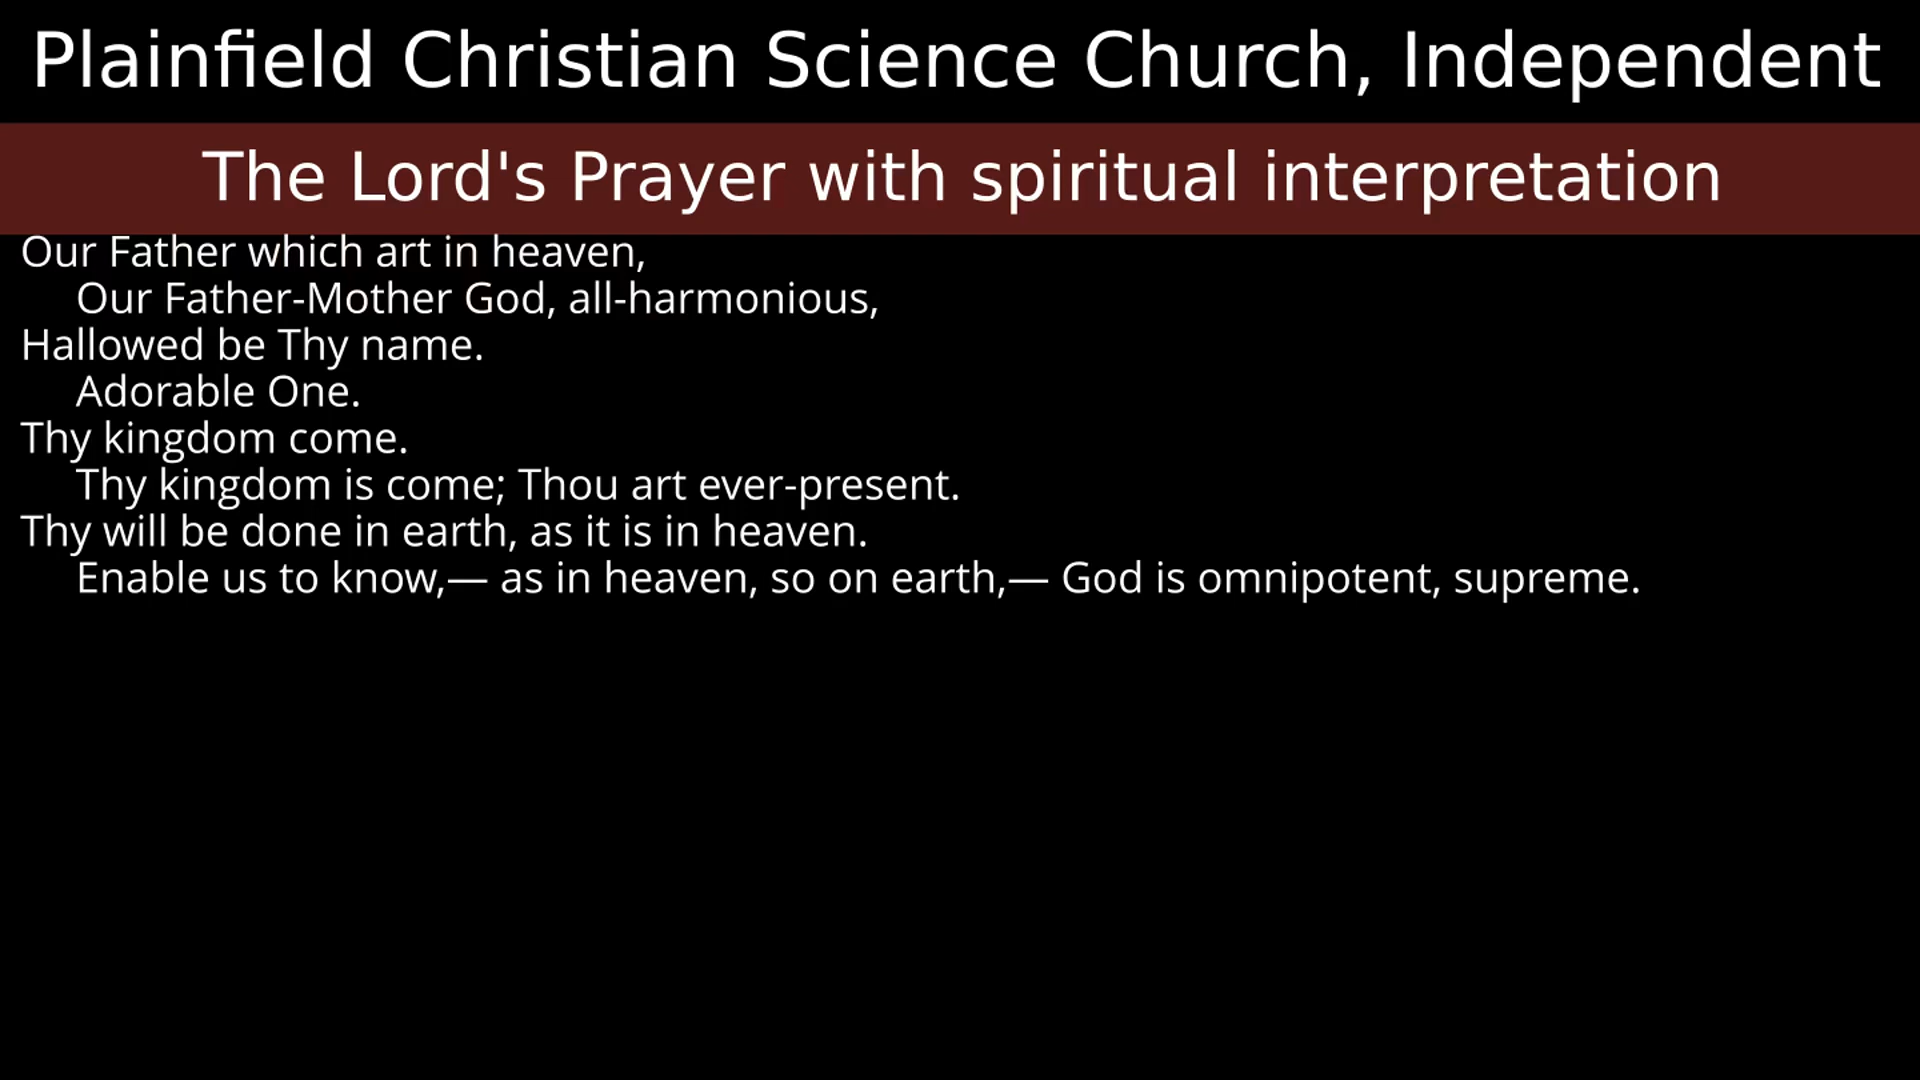 Plainfield Christian Science Church, Independent
The Lord's Prayer with spiritual interpretation
Our Father which art in heaven,
Our Father-Mother God, all-harmonious,
Hallowed be Thy name.
Adorable One.
Thy kingdom come.
Thy kingdom is come; Thou art ever-present.
Thy will be done in earth, as it is in heaven.
Enable us to know,— as in heaven, so on earth,— God is omnipotent, supreme.